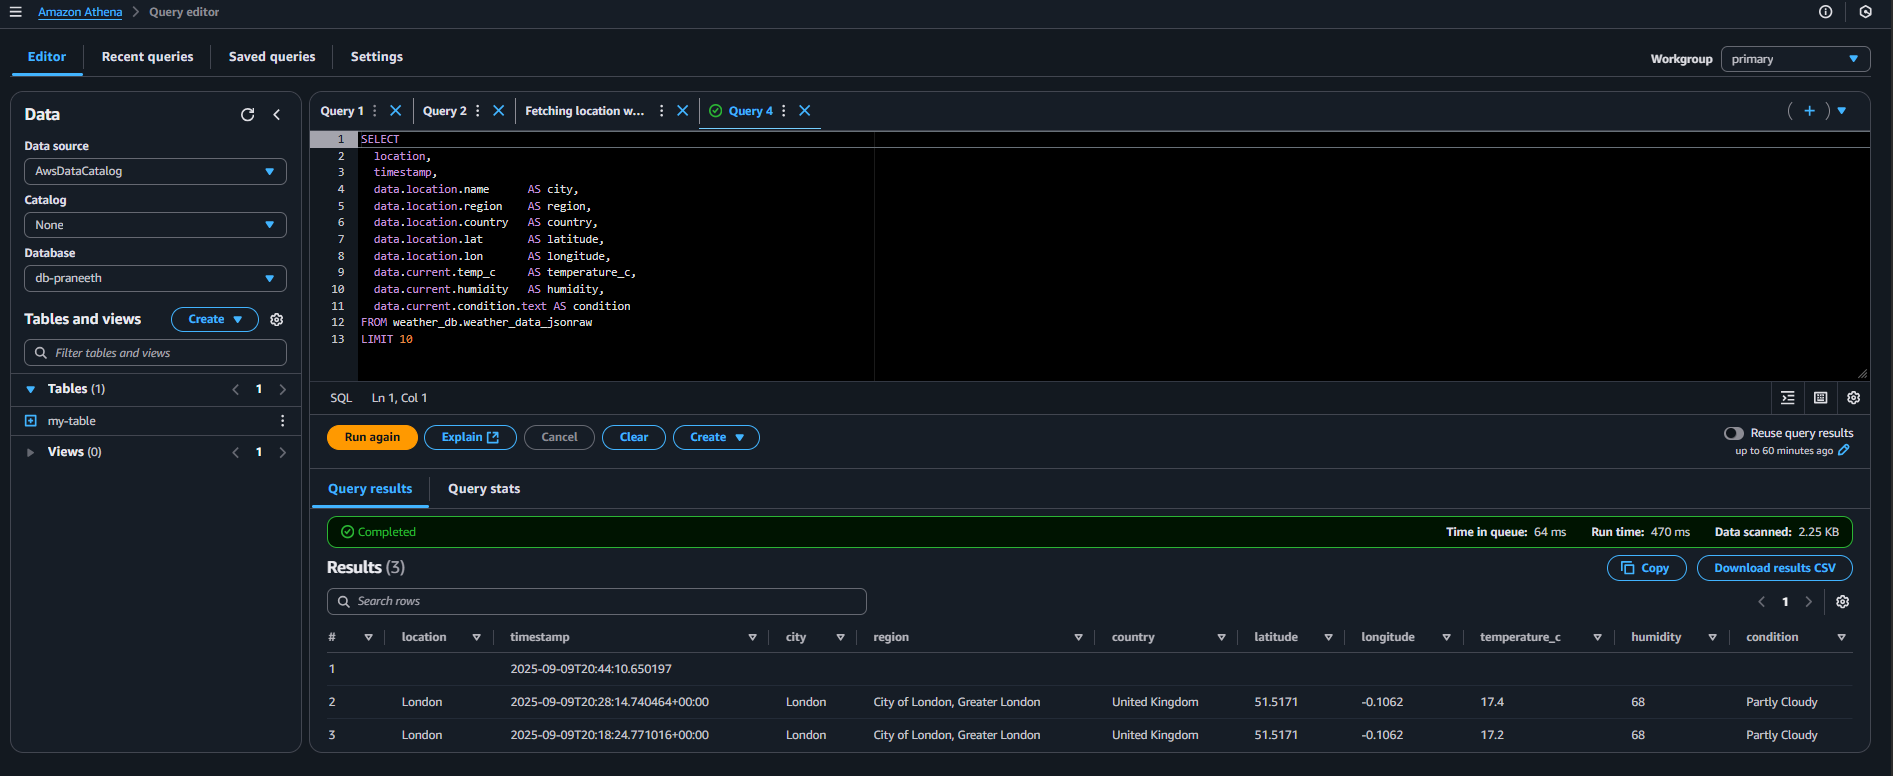 Amazon Athena > Query editor
Editor Recent queries Saved queries Settings
Workgroup primary
Data
Data source
AwsDataCatalog
Catalog
None
Database
db-praneeth
Tables and views Create
Filter tables and views
Tables (1) < 1 >
my-table
Views (0) < 1 >
Query 1 Query 2 Fetching location w... Query 4
1 SELECT
2 location,
3 timestamp,
4 data.location.name AS city,
5 data.location.region AS region,
6 data.location.country AS country,
7 data.location.lat AS latitude,
8 data.location.lon AS longitude,
9 data.current.temp_c AS temperature_c,
10 data.current.humidity AS humidity,
11 data.current.condition.text AS condition
12 FROM weather_db.weather_data_jsonraw
13 LIMIT 10
SQL Ln 1, Col 1
Run again Explain Cancel Clear Create
Reuse query results
up to 60 minutes ago
Query results Query stats
Completed Time in queue: 64 ms Run time: 470 ms Data scanned: 2.25 KB
Results (3) Copy Download results CSV
Search rows < 1 >
# location timestamp city region country latitude longitude temperature_c humidity condition
1 2025-09-09T20:44:10.650197
2 London 2025-09-09T20:28:14.740464+00:00 London City of London, Greater London United Kingdom 51.5171 -0.1062 17.4 68 Partly Cloudy
3 London 2025-09-09T20:18:24.771016+00:00 London City of London, Greater London United Kingdom 51.5171 -0.1062 17.2 68 Partly Cloudy